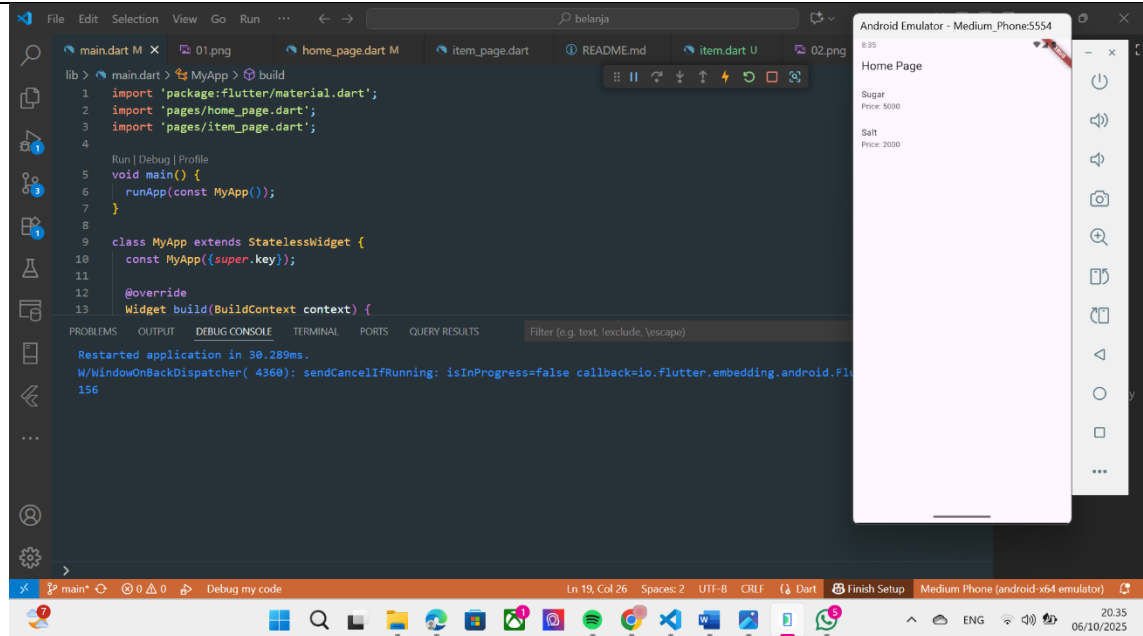 File Edit Selection View Go Run ··· belanja
main.dart M 01.png home_page.dart M item_page.dart README.md item.dart U 02.png
lib > main.dart > MyApp > build
1 import 'package:flutter/material.dart';
2 import 'pages/home_page.dart';
3 import 'pages/item_page.dart';
4
Run | Debug | Profile
5 void main() {
6 runApp(const MyApp());
7 }
8
9 class MyApp extends StatelessWidget {
10 const MyApp({super.key});
11
12 @override
13 Widget build(BuildContext context) {
PROBLEMS OUTPUT DEBUG CONSOLE TERMINAL PORTS QUERY RESULTS Filter (e.g. text, !exclude, \escape)
Restarted application in 30.289ms.
W/WindowOnBackDispatcher( 4360): sendCancelIfRunning: isInProgress=false callback=io.flutter.embedding.android.Flu
156
>
Android Emulator - Medium_Phone:5554
8:35
Home Page
Sugar
Price: 5000
Salt
Price: 2000
1
3
1
main* 0 0 Debug my code Ln 19, Col 26 Spaces: 2 UTF-8 CRLF {} Dart Finish Setup Medium Phone (android-x64 emulator)
7
5
ENG
20.35
06/10/2025